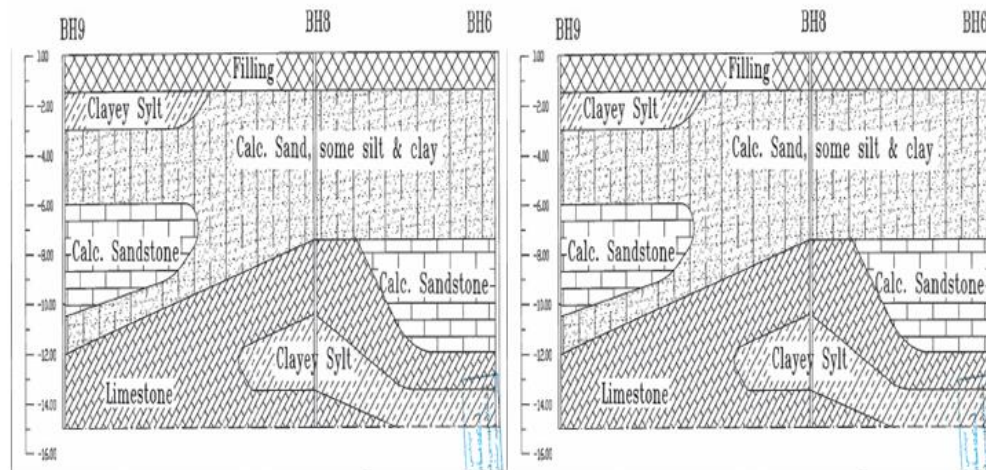 BH9 BH8 BH6
1.00
Filling
-2.00
Clayey Sylt
Calc. Sand, some silt & clay
-4.00
-6.00
Calc. Sandstone
-8.00
Calc. Sandstone
-10.00
Clayey Sylt
-12.00
Limestone
-14.00
-16.00
BH9 BH8 BH6
1.00
Filling
-2.00
Clayey Sylt
Calc. Sand, some silt & clay
-4.00
-6.00
Calc. Sandstone
-8.00
Calc. Sandstone
-10.00
Clayey Sylt
-12.00
Limestone
-14.00
-16.00